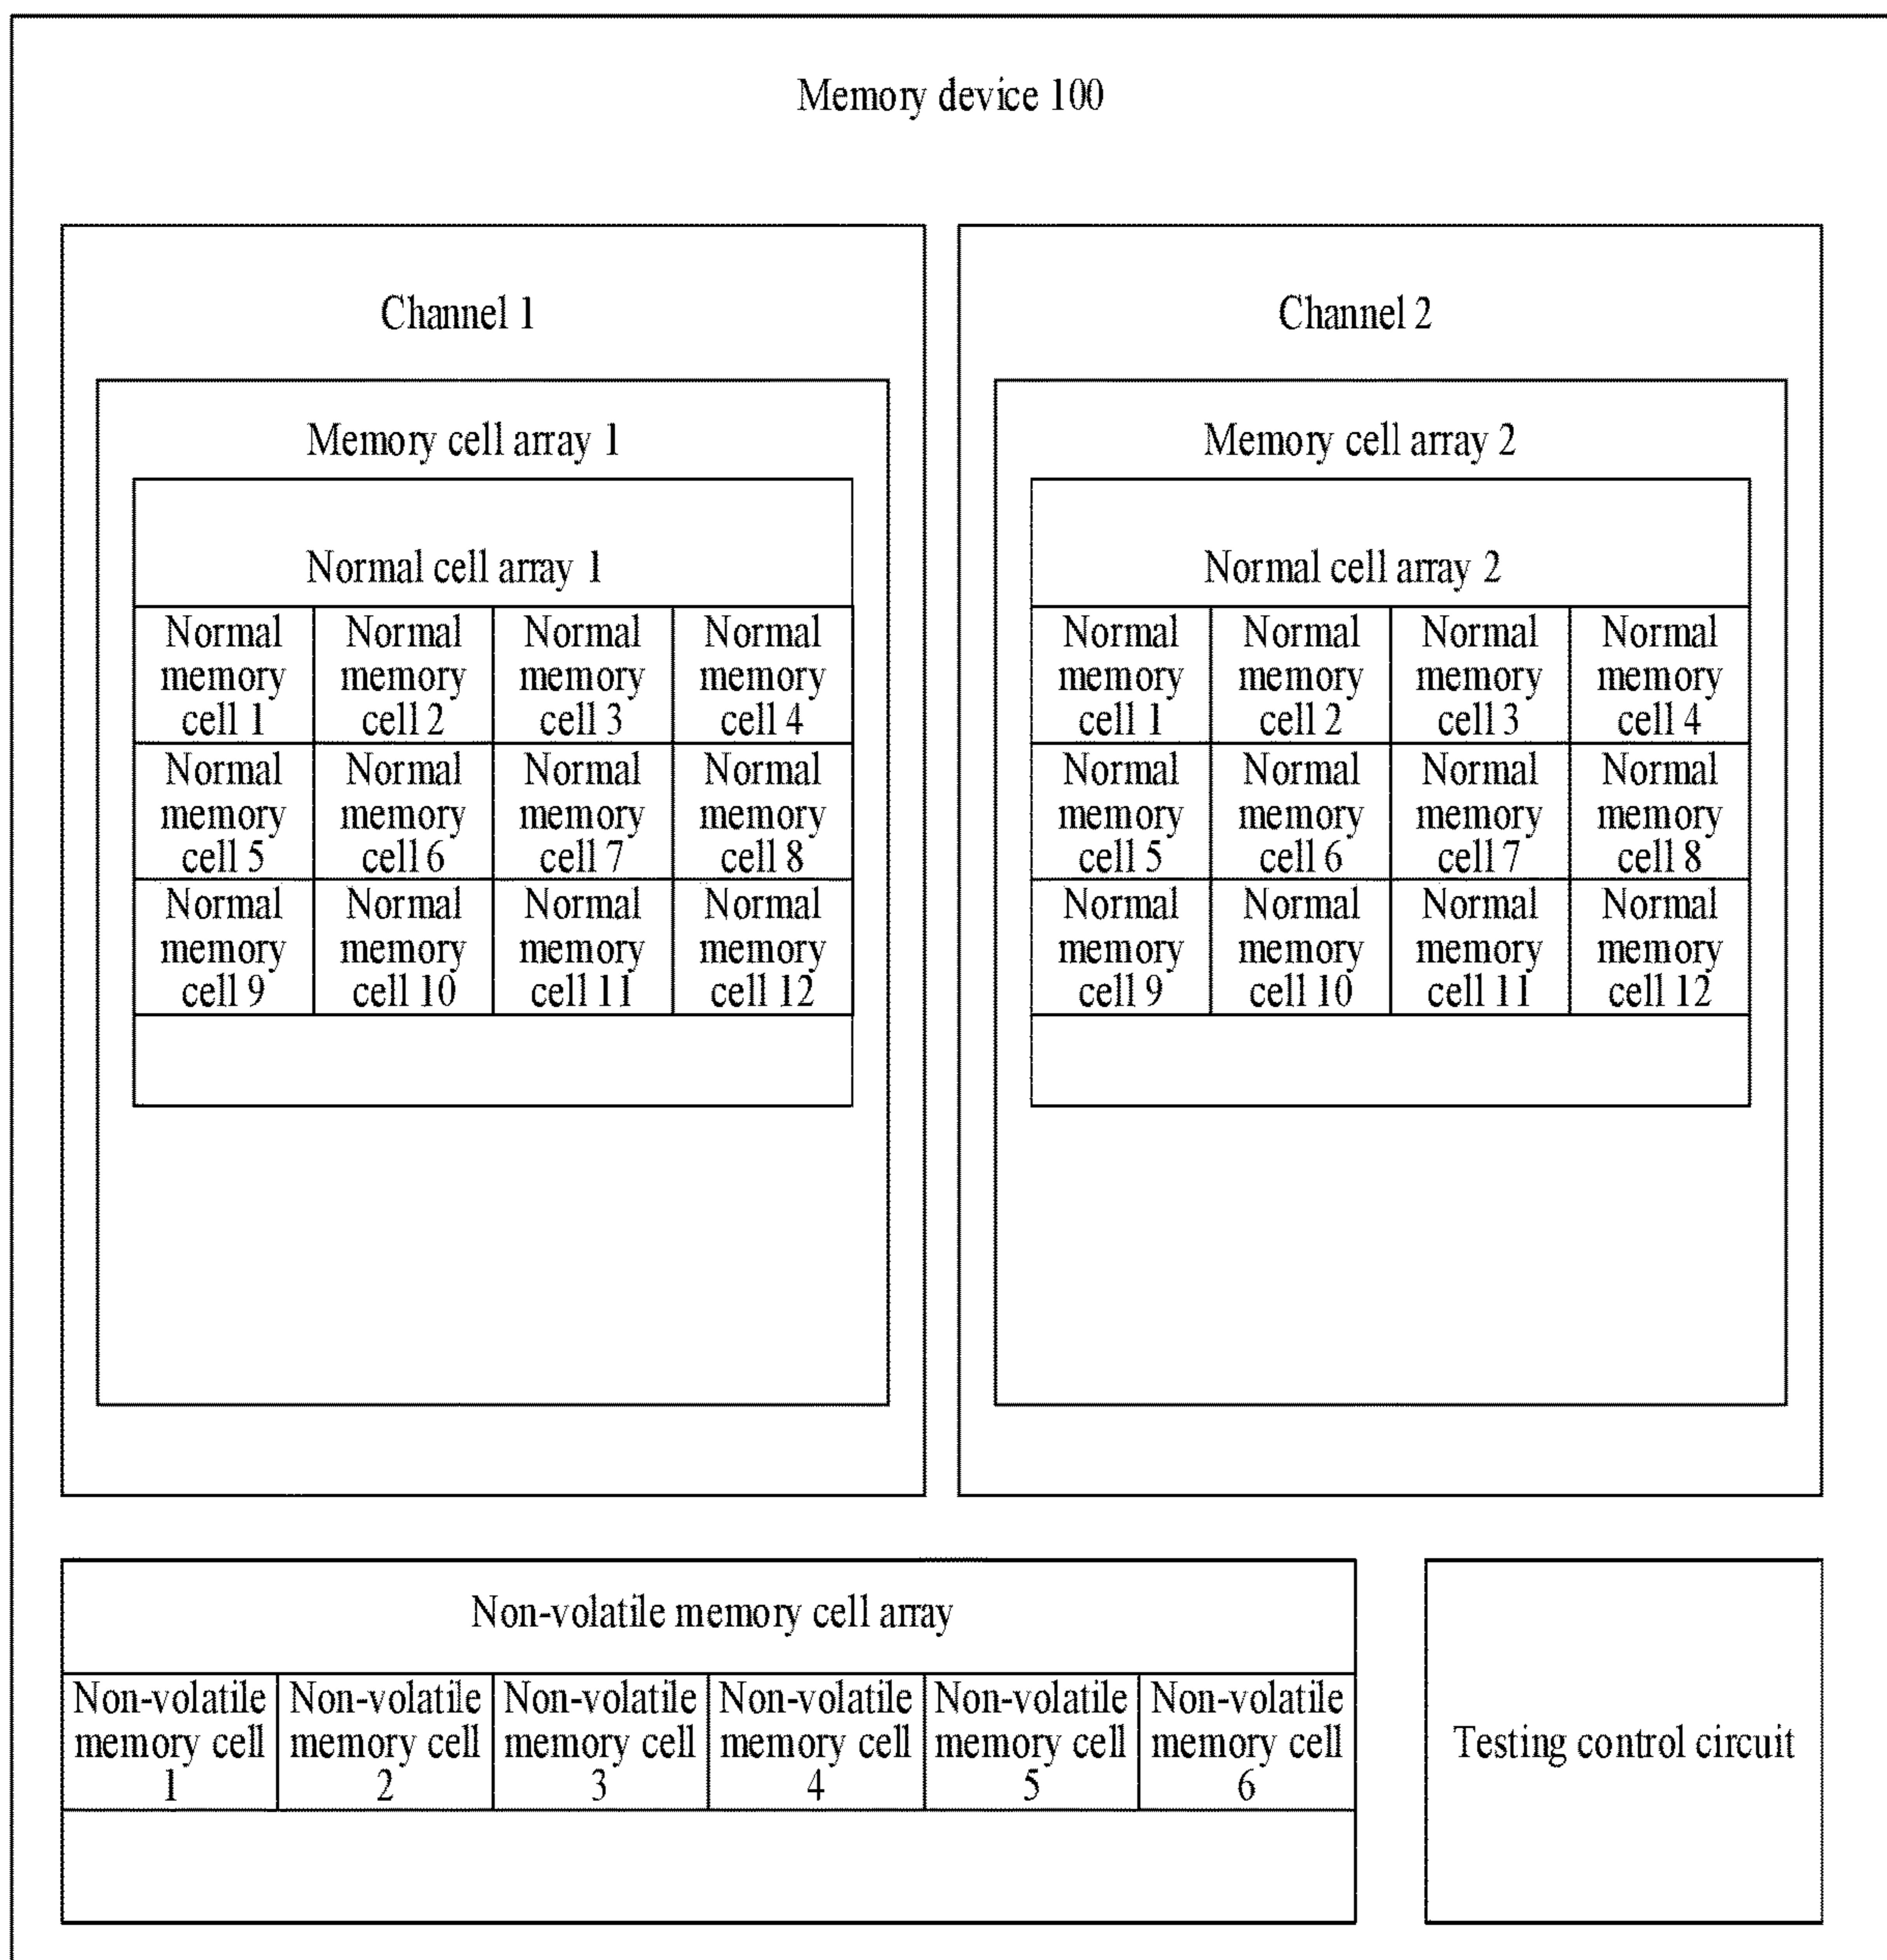 Memory device 100
Channel 1
Memory cell array 1
Normal cell array 1
Normal memory cell 1
Normal memory cell 2
Normal memory cell 3
Normal memory cell 4
Normal memory cell 5
Normal memory cell 6
Normal memory cell 7
Normal memory cell 8
Normal memory cell 9
Normal memory cell 10
Normal memory cell 11
Normal memory cell 12
Channel 2
Memory cell array 2
Normal cell array 2
Normal memory cell 1
Normal memory cell 2
Normal memory cell 3
Normal memory cell 4
Normal memory cell 5
Normal memory cell 6
Normal memory cell 7
Normal memory cell 8
Normal memory cell 9
Normal memory cell 10
Normal memory cell 11
Normal memory cell 12
Non-volatile memory cell array
Non-volatile memory cell 1
Non-volatile memory cell 2
Non-volatile memory cell 3
Non-volatile memory cell 4
Non-volatile memory cell 5
Non-volatile memory cell 6
Testing control circuit